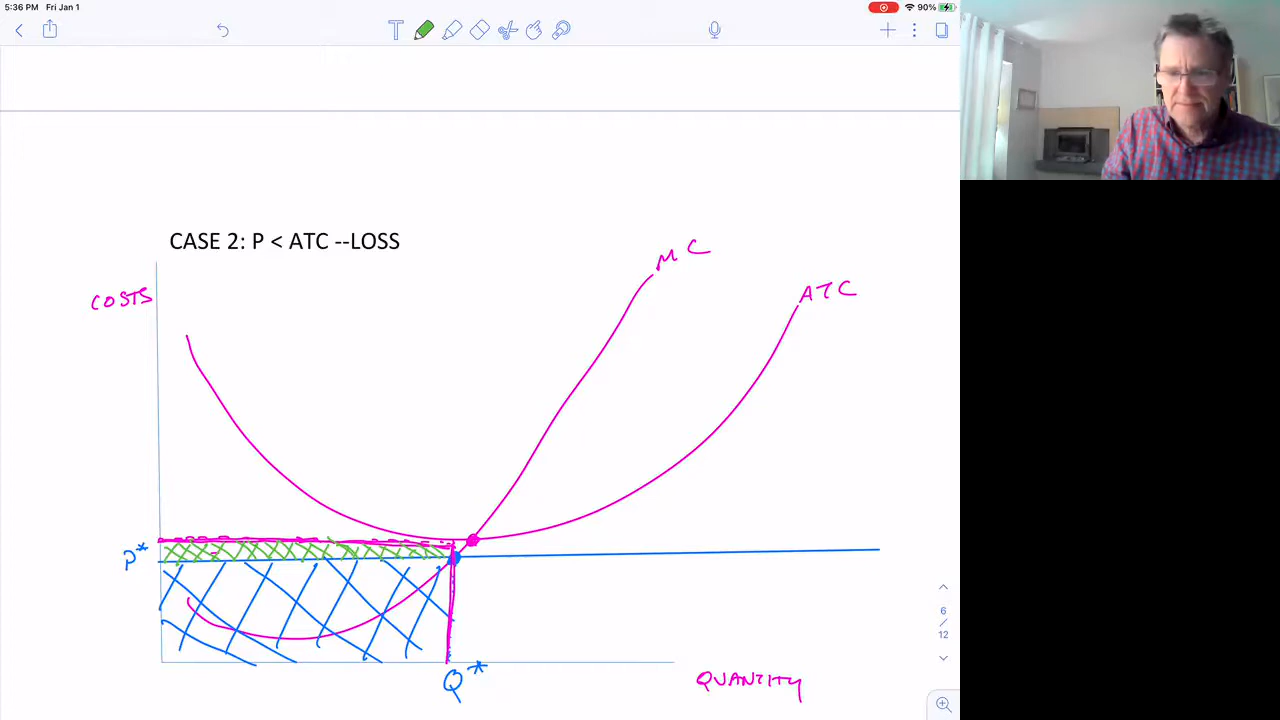 5:36 PM Fri Jan 1
90%
T
CASE 2: P < ATC --LOSS
MC
COSTS
ATC
P*
6
/
12
Q*
QUANTITY